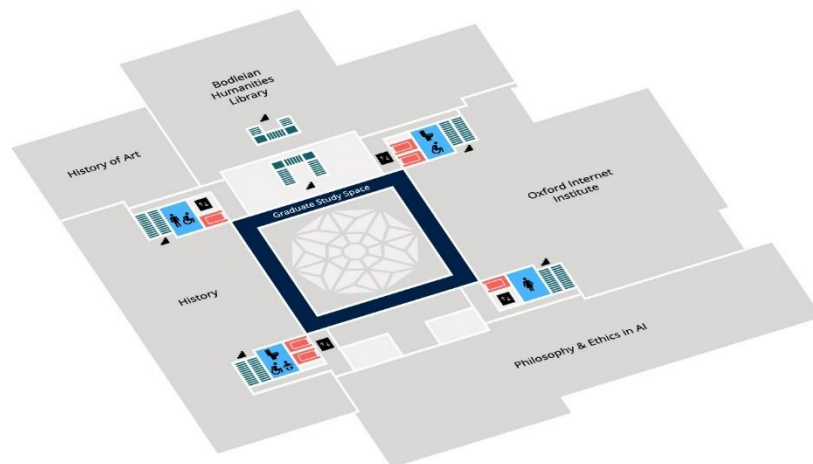 Bodleian
Humanities
Library
History of Art
Graduate Study Space
Oxford Internet
Institute
History
Philosophy & Ethics in AI